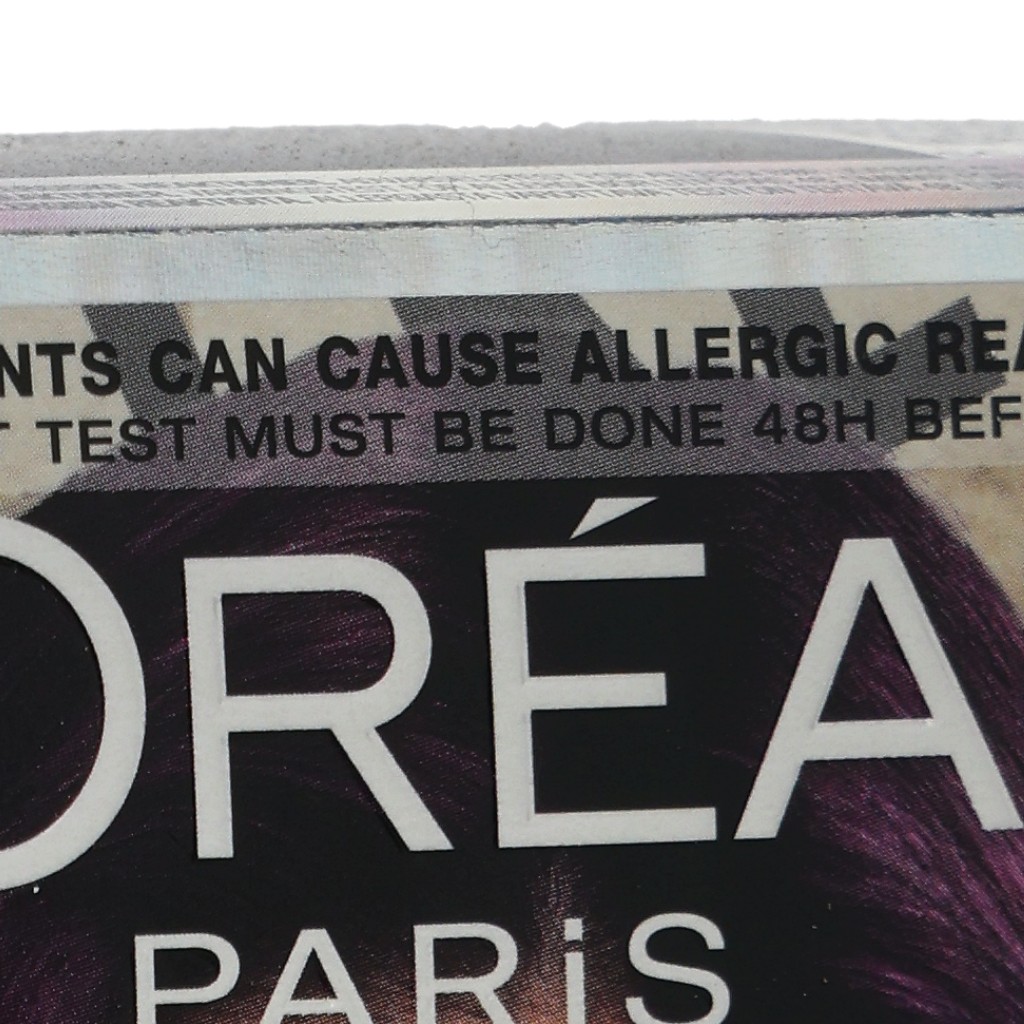 NTS CAN CAUSE ALLERGIC REA
T TEST MUST BE DONE 48H BEF
ORÉA
PARiS